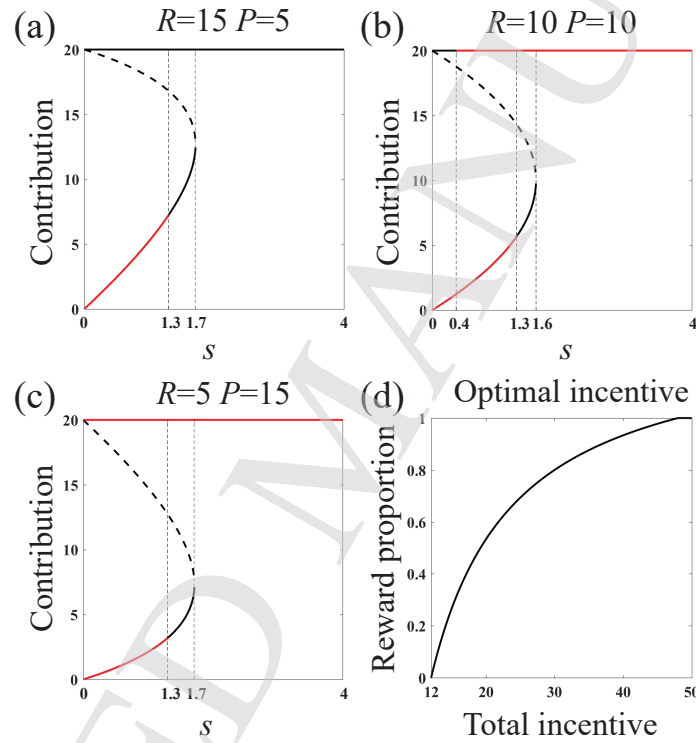 (a)
R=15 P=5
Contribution
20
15
10
5
0
0
1.3
1.7
4
s
(b)
R=10 P=10
Contribution
20
15
10
5
0
0
0.4
1.3
1.6
4
s
(c)
R=5 P=15
Contribution
20
15
10
5
0
0
1.3
1.7
4
s
(d)
Optimal incentive
Reward proportion
1
0.8
0.6
0.4
0.2
0
12
20
30
40
50
Total incentive
ED MANU